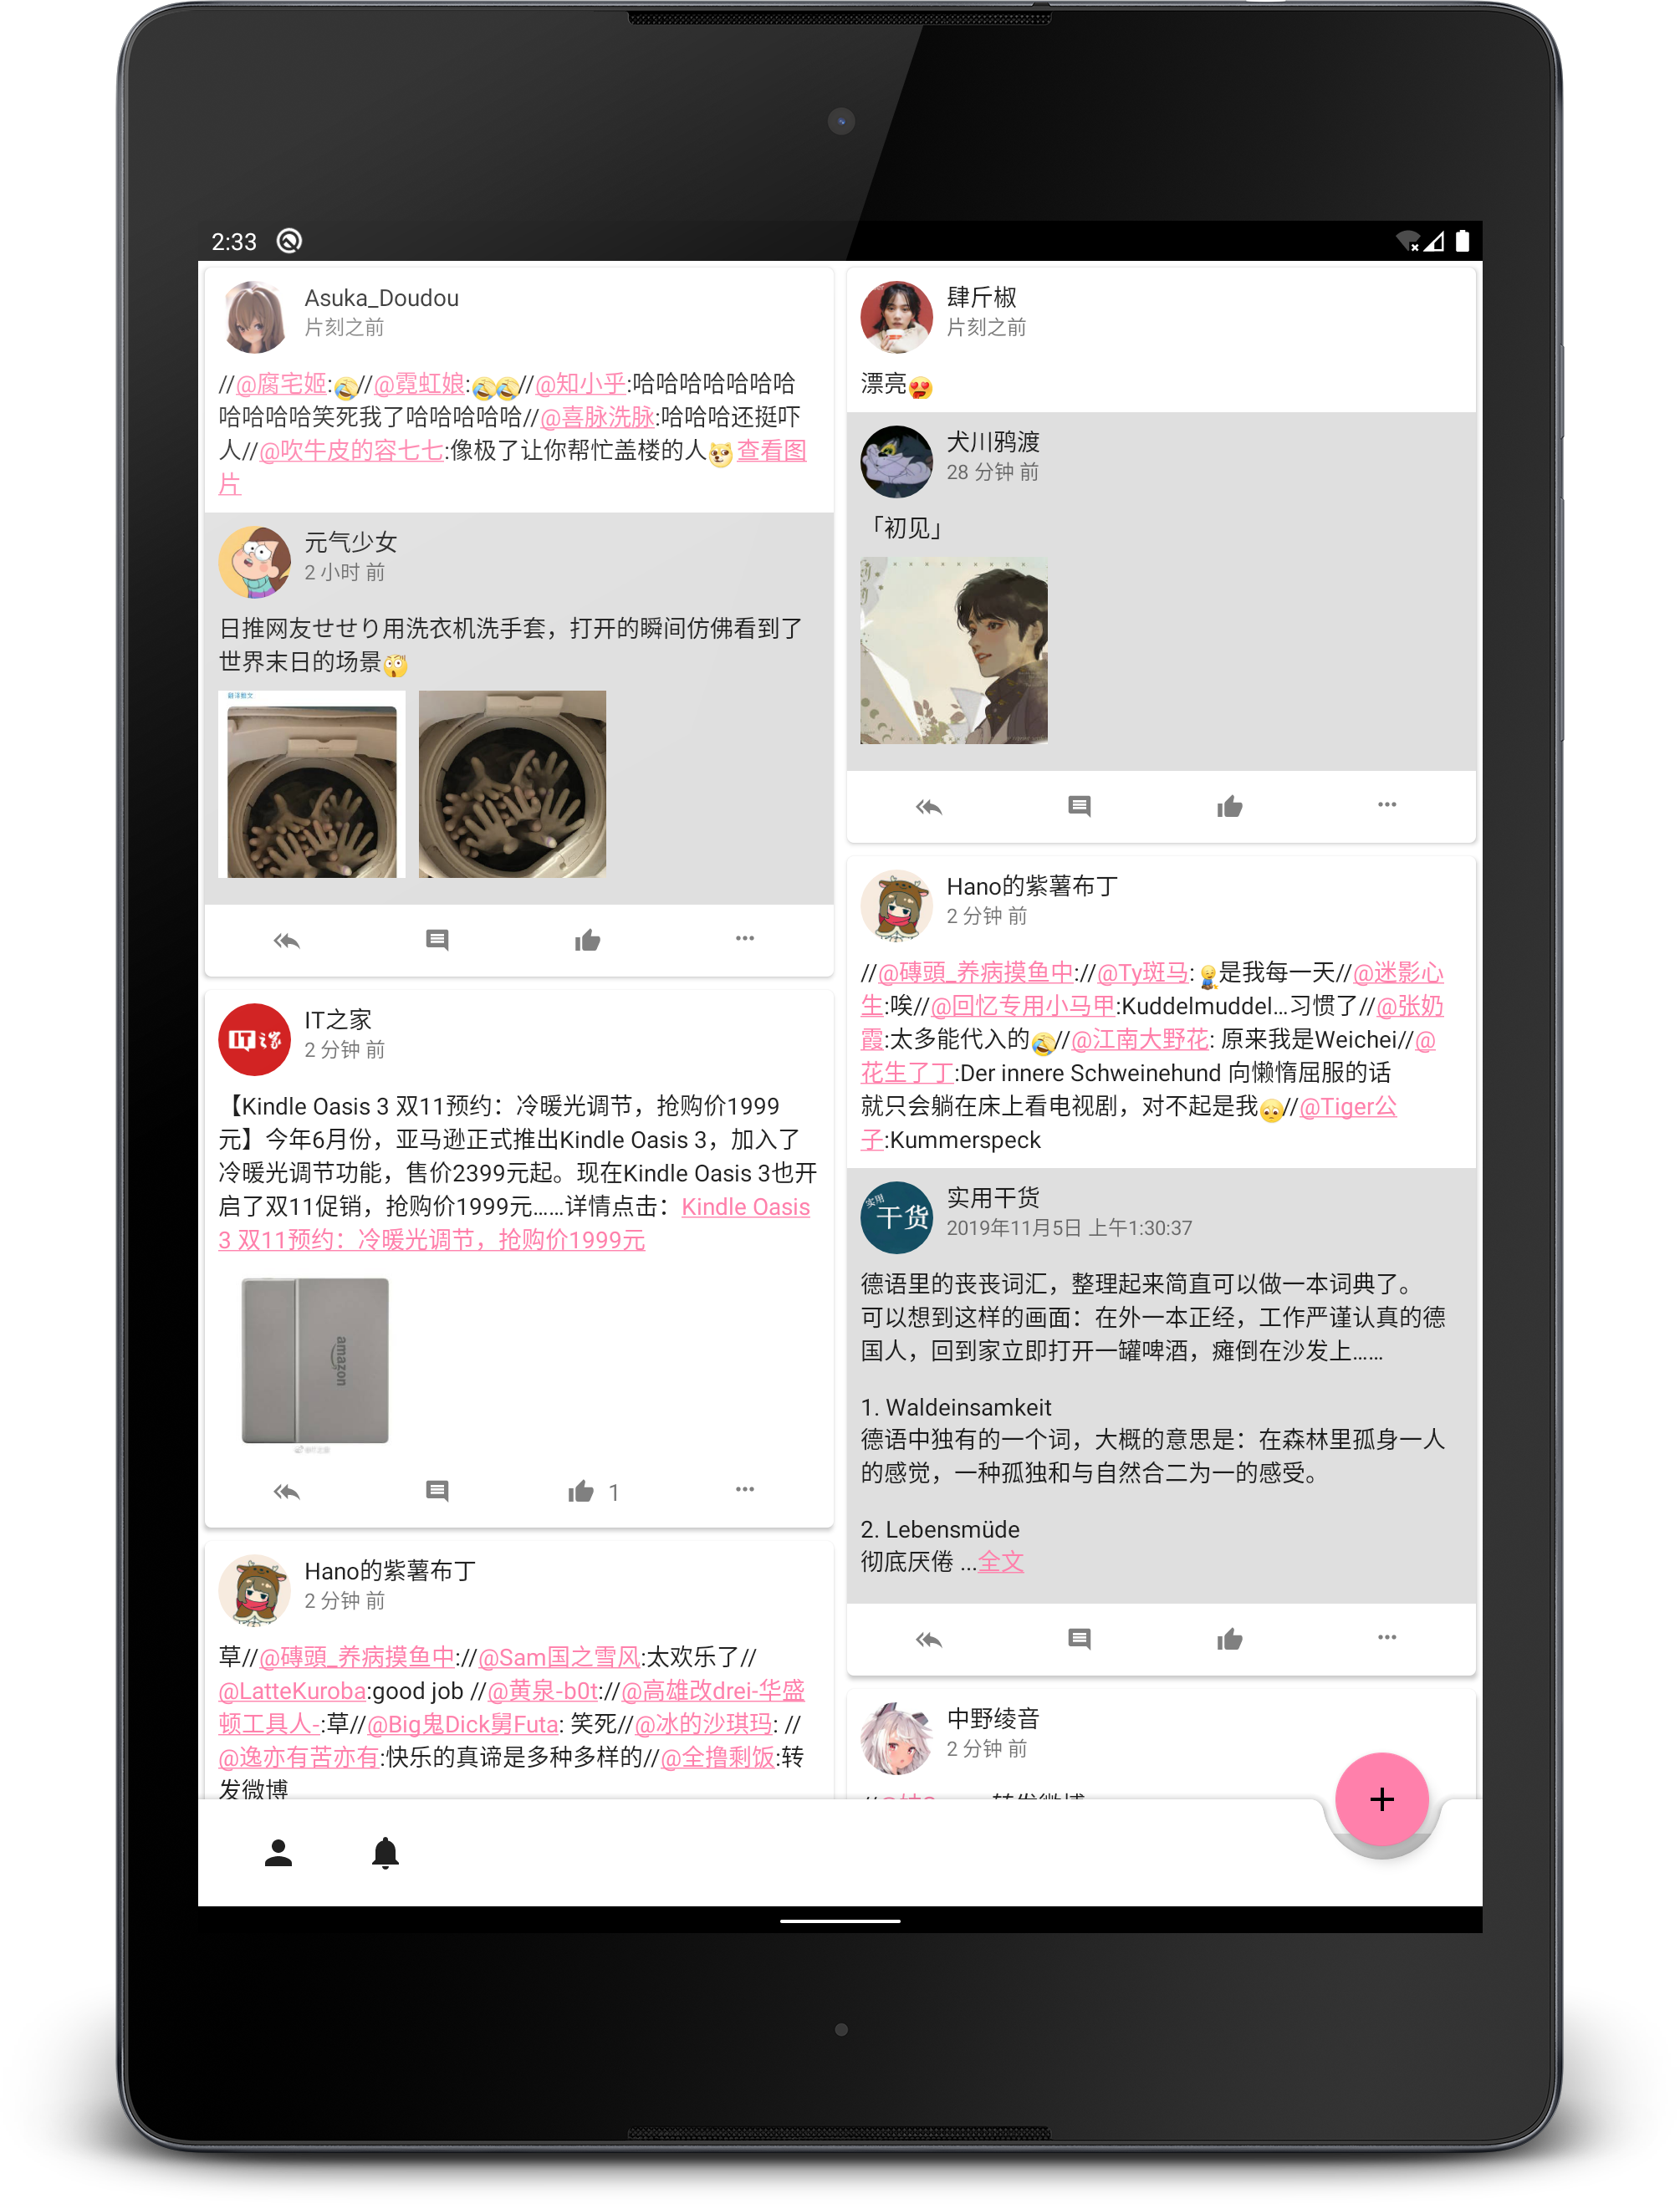 2:33
Asuka_Doudou
片刻之前
//@腐宅姬://@霓虹娘://@知小乎:哈哈哈哈哈哈哈
哈哈哈哈笑死我了哈哈哈哈哈//@喜脉洗脉:哈哈哈还挺吓
人//@吹牛皮的容七七:像极了让你帮忙盖楼的人查看图
片
元气少女
2 小时 前
日推网友せせり用洗衣机洗手套，打开的瞬间仿佛看到了
世界末日的场景
IT之家
2 分钟 前
【Kindle Oasis 3 双11预约：冷暖光调节，抢购价1999
元】今年6月份，亚马逊正式推出Kindle Oasis 3，加入了
冷暖光调节功能，售价2399元起。现在Kindle Oasis 3也开
启了双11促销，抢购价1999元……详情点击：Kindle Oasis
3 双11预约：冷暖光调节，抢购价1999元
amazon
1
Hano的紫薯布丁
2 分钟 前
草//@磚頭_养病摸鱼中://@Sam国之雪风:太欢乐了//
@LatteKuroba:good job //@黄泉-b0t://@高雄改drei-华盛
顿工具人-:草//@Big鬼Dick舅Futa: 笑死//@冰的沙琪玛: //
@逸亦有苦亦有:快乐的真谛是多种多样的//@全撸剩饭:转
发微博
肆斤椒
片刻之前
漂亮
犬川鸦渡
28 分钟 前
「初见」
Hano的紫薯布丁
2 分钟 前
//@磚頭_养病摸鱼中://@Ty斑马:是我每一天//@迷影心
生:唉//@回忆专用小马甲:Kuddelmuddel…习惯了//@张奶
霞:太多能代入的//@江南大野花: 原来我是Weichei//@
花生了丁:Der innere Schweinehund 向懒惰屈服的话
就只会躺在床上看电视剧，对不起是我//@Tiger公
子:Kummerspeck
实用
干货
实用干货
2019年11月5日 上午1:30:37
德语里的丧丧词汇，整理起来简直可以做一本词典了。
可以想到这样的画面：在外一本正经，工作严谨认真的德
国人，回到家立即打开一罐啤酒，瘫倒在沙发上……
1. Waldeinsamkeit
德语中独有的一个词，大概的意思是：在森林里孤身一人
的感觉，一种孤独和与自然合二为一的感受。
2. Lebensmüde
彻底厌倦 ...全文
中野绫音
2 分钟 前